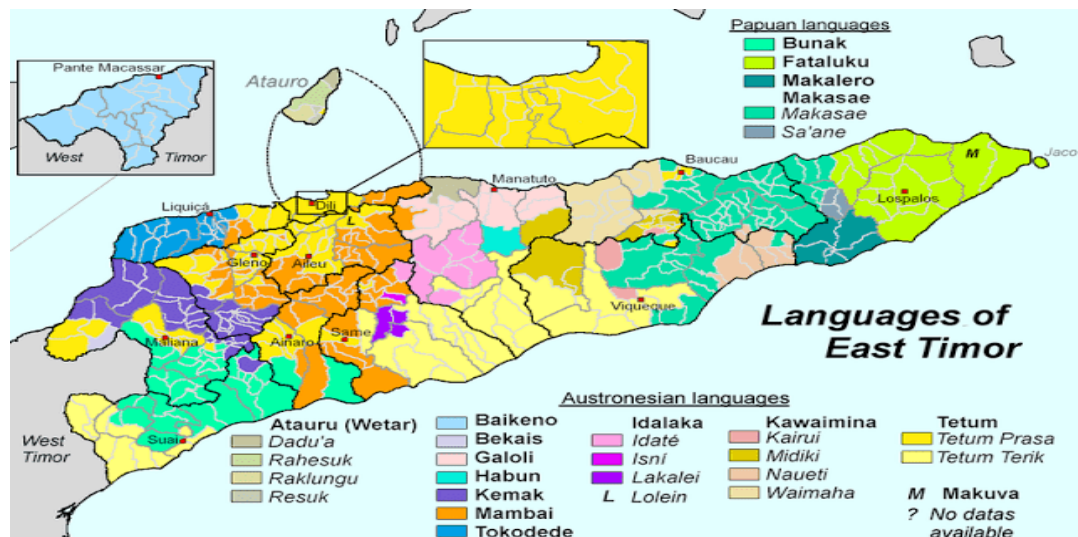 Papuan languages
Bunak
Fataluku
Makalero
Makasae
Makasae
Sa'ane
Pante Macassar
West Timor
Atauro
Baucau
Manatuto
M
Jaco
Lospalos
Liquiçá
Dili
L
Gleno
Aileu
Viqueque
Maliana
Ainaro
Same
Languages of
East Timor
West
Timor
Suai
Austronesian languages
Atauru (Wetar)
Dadu'a
Rahesuk
Raklungu
Resuk
Baikeno
Bekais
Galoli
Habun
Kemak
Mambai
Tokodede
Idalaka
Idaté
Isní
Lakalei
L Lolein
Kawaimina
Kairui
Midiki
Naueti
Waimaha
Tetum
Tetum Prasa
Tetum Terik
M Makuva
? No datas
available